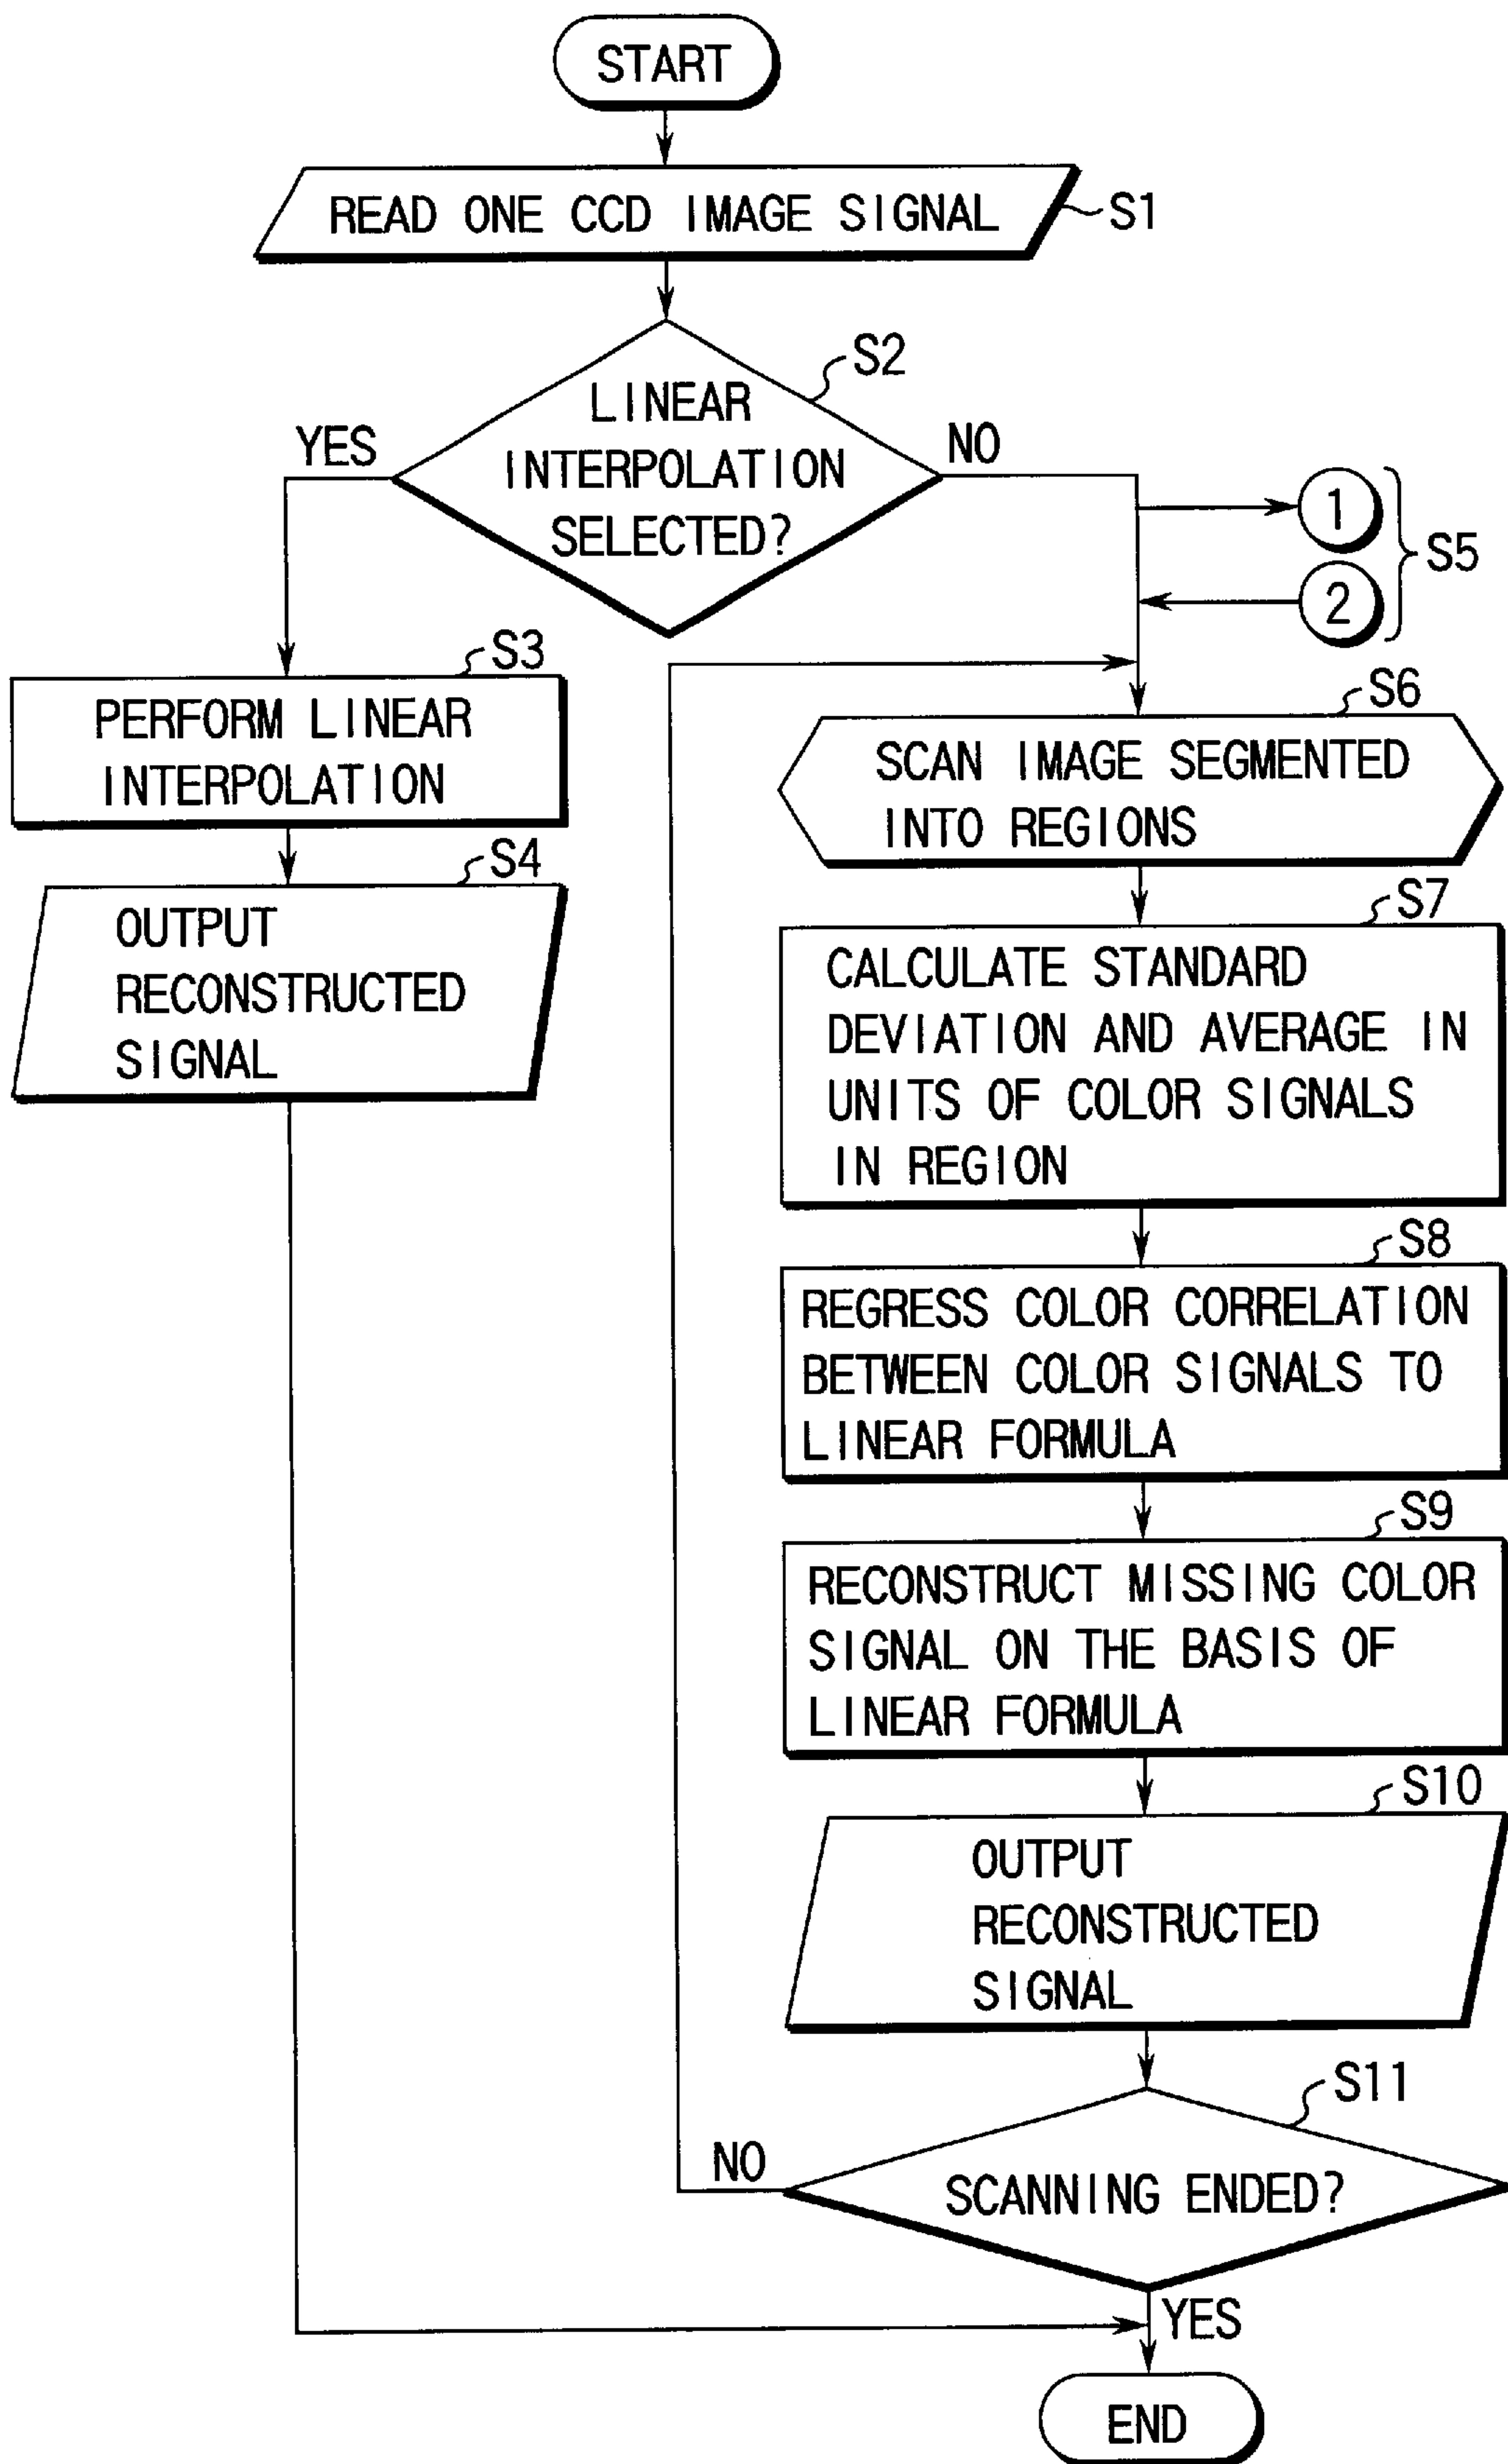 START
READ ONE CCD IMAGE SIGNAL
S1
S2
LINEAR
INTERPOLATION
SELECTED?
YES
NO
1
2
S5
S3
PERFORM LINEAR
INTERPOLATION
S4
OUTPUT
RECONSTRUCTED
SIGNAL
S6
SCAN IMAGE SEGMENTED
INTO REGIONS
S7
CALCULATE STANDARD
DEVIATION AND AVERAGE IN
UNITS OF COLOR SIGNALS
IN REGION
S8
REGRESS COLOR CORRELATION
BETWEEN COLOR SIGNALS TO
LINEAR FORMULA
S9
RECONSTRUCT MISSING COLOR
SIGNAL ON THE BASIS OF
LINEAR FORMULA
S10
OUTPUT
RECONSTRUCTED
SIGNAL
S11
NO
SCANNING ENDED?
YES
END